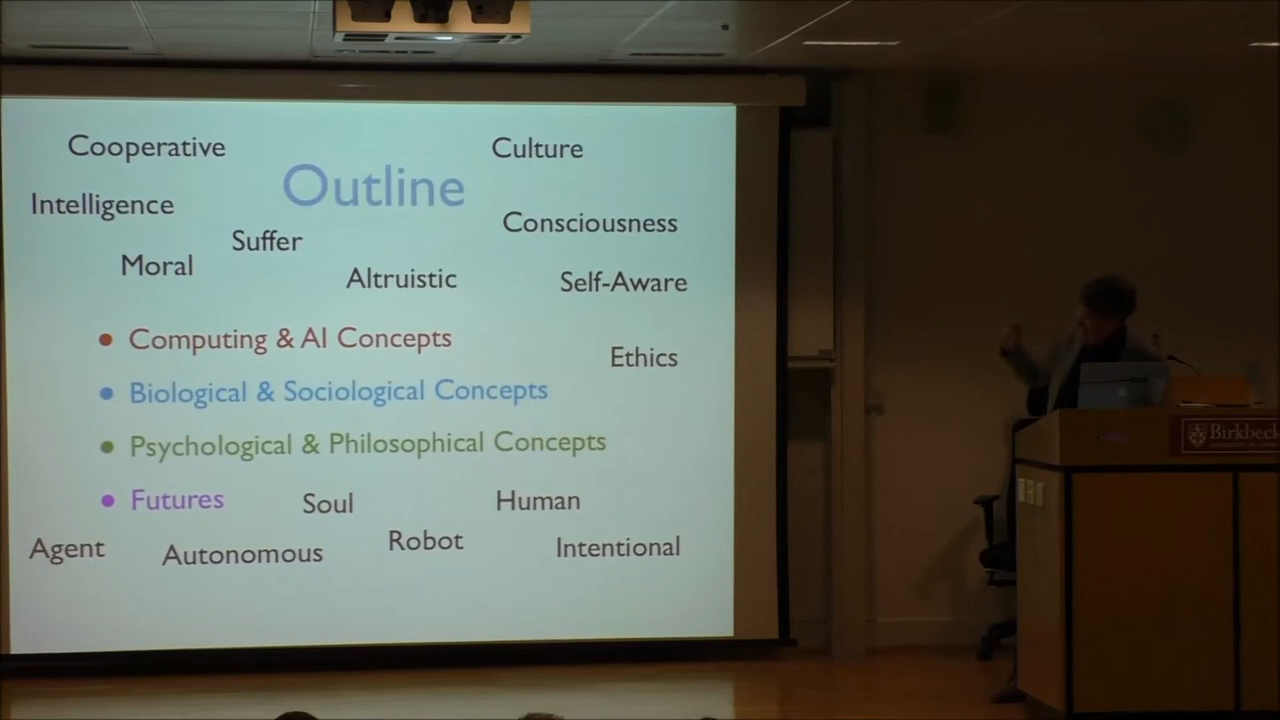 Cooperative
Culture
Outline
Intelligence
Consciousness
Suffer
Moral
Altruistic
Self-Aware
• Computing & AI Concepts
Ethics
• Biological & Sociological Concepts
• Psychological & Philosophical Concepts
• Futures
Soul
Human
Agent
Autonomous
Robot
Intentional
Birkbeck